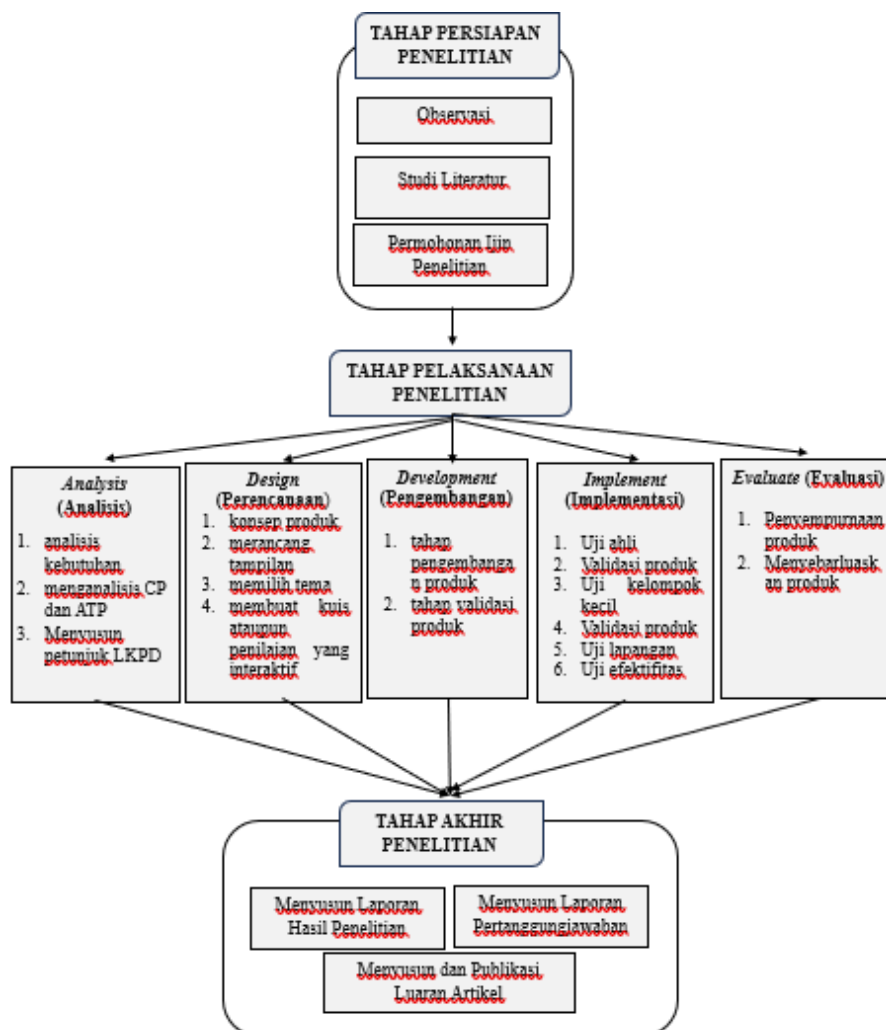 TAHAP PERSIAPAN
PENELITIAN
Observasi
Studi Literatur
Permohonan Ijin
Penelitian
TAHAP PELAKSANAAN
PENELITIAN
Analysis
(Analisis)
1. analisis
kebutuhan
2. menganalisis CP
dan ATP
3. Menyusun
petunjuk LKPD
Design
(Perencanaan)
1. konsep produk
2. merancang
tampilan
3. memilih tema
4. membuat kuis
ataupun
penilaian yang
interaktif
Development
(Pengembangan)
1. tahap
pengembanga
n produk
2. tahap validasi
produk
Implement
(Implementasi)
1. Uji ahli
2. Validasi produk
3. Uji kelompok
kecil
4. Validasi produk
5. Uji lapangan
6. Uji efektifitas
Evaluate (Evaluasi)
1. Penyempurnaan
produk
2. Menyebarluask
an produk
TAHAP AKHIR
PENELITIAN
Menyusun Laporan
Hasil Penelitian
Menyusun Laporan
Pertanggungjawaban
Menyusun dan Publikasi
Luaran Artikel